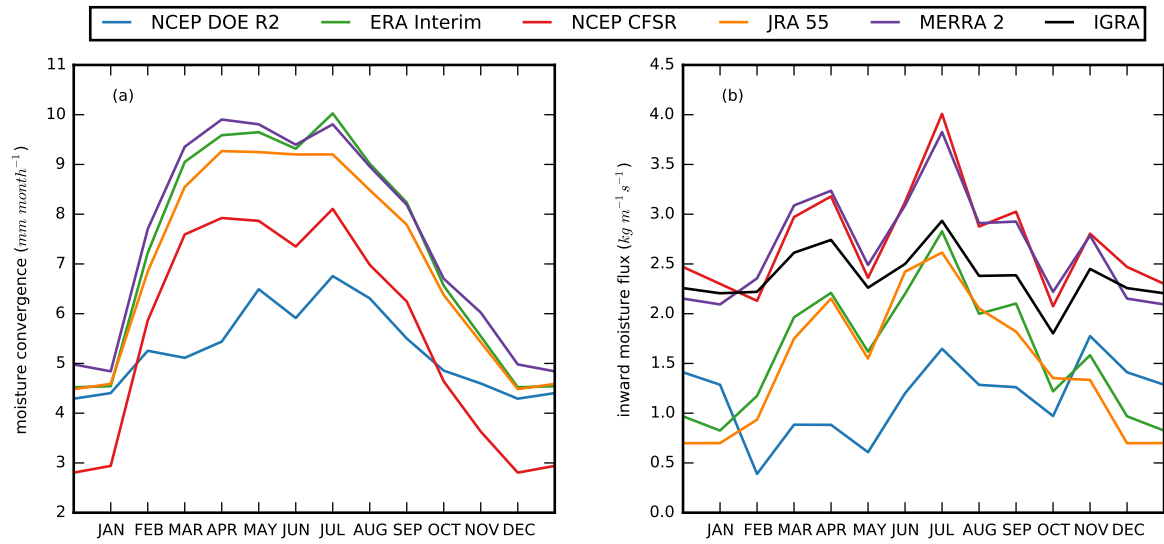 NCEP DOE R2 ERA Interim NCEP CFSR JRA 55 MERRA 2 IGRA
(a)
moisture convergence (mm month⁻¹)
11
10
9
8
7
6
5
4
3
2
JAN FEB MAR APR MAY JUN JUL AUG SEP OCT NOV DEC
(b)
inward moisture flux (kg m⁻¹ s⁻¹)
4.5
4.0
3.5
3.0
2.5
2.0
1.5
1.0
0.5
0.0
JAN FEB MAR APR MAY JUN JUL AUG SEP OCT NOV DEC